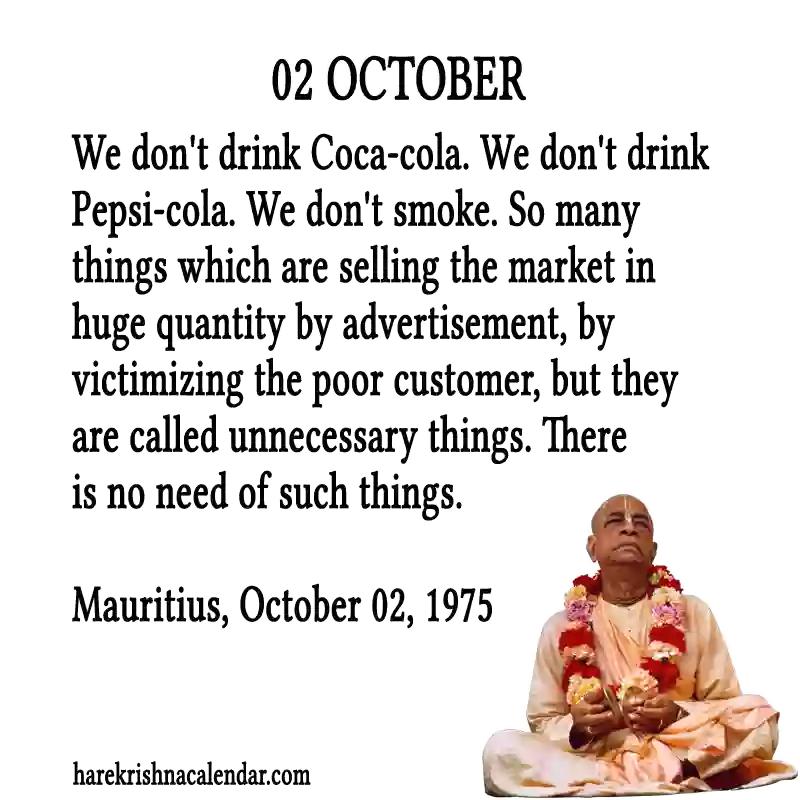 02 OCTOBER
We don't drink Coca-cola. We don't drink
Pepsi-cola. We don't smoke. So many
things which are selling the market in
huge quantity by advertisement, by
victimizing the poor customer, but they
are called unnecessary things. There
is no need of such things.
Mauritius, October 02, 1975
harekrishnacalendar.com